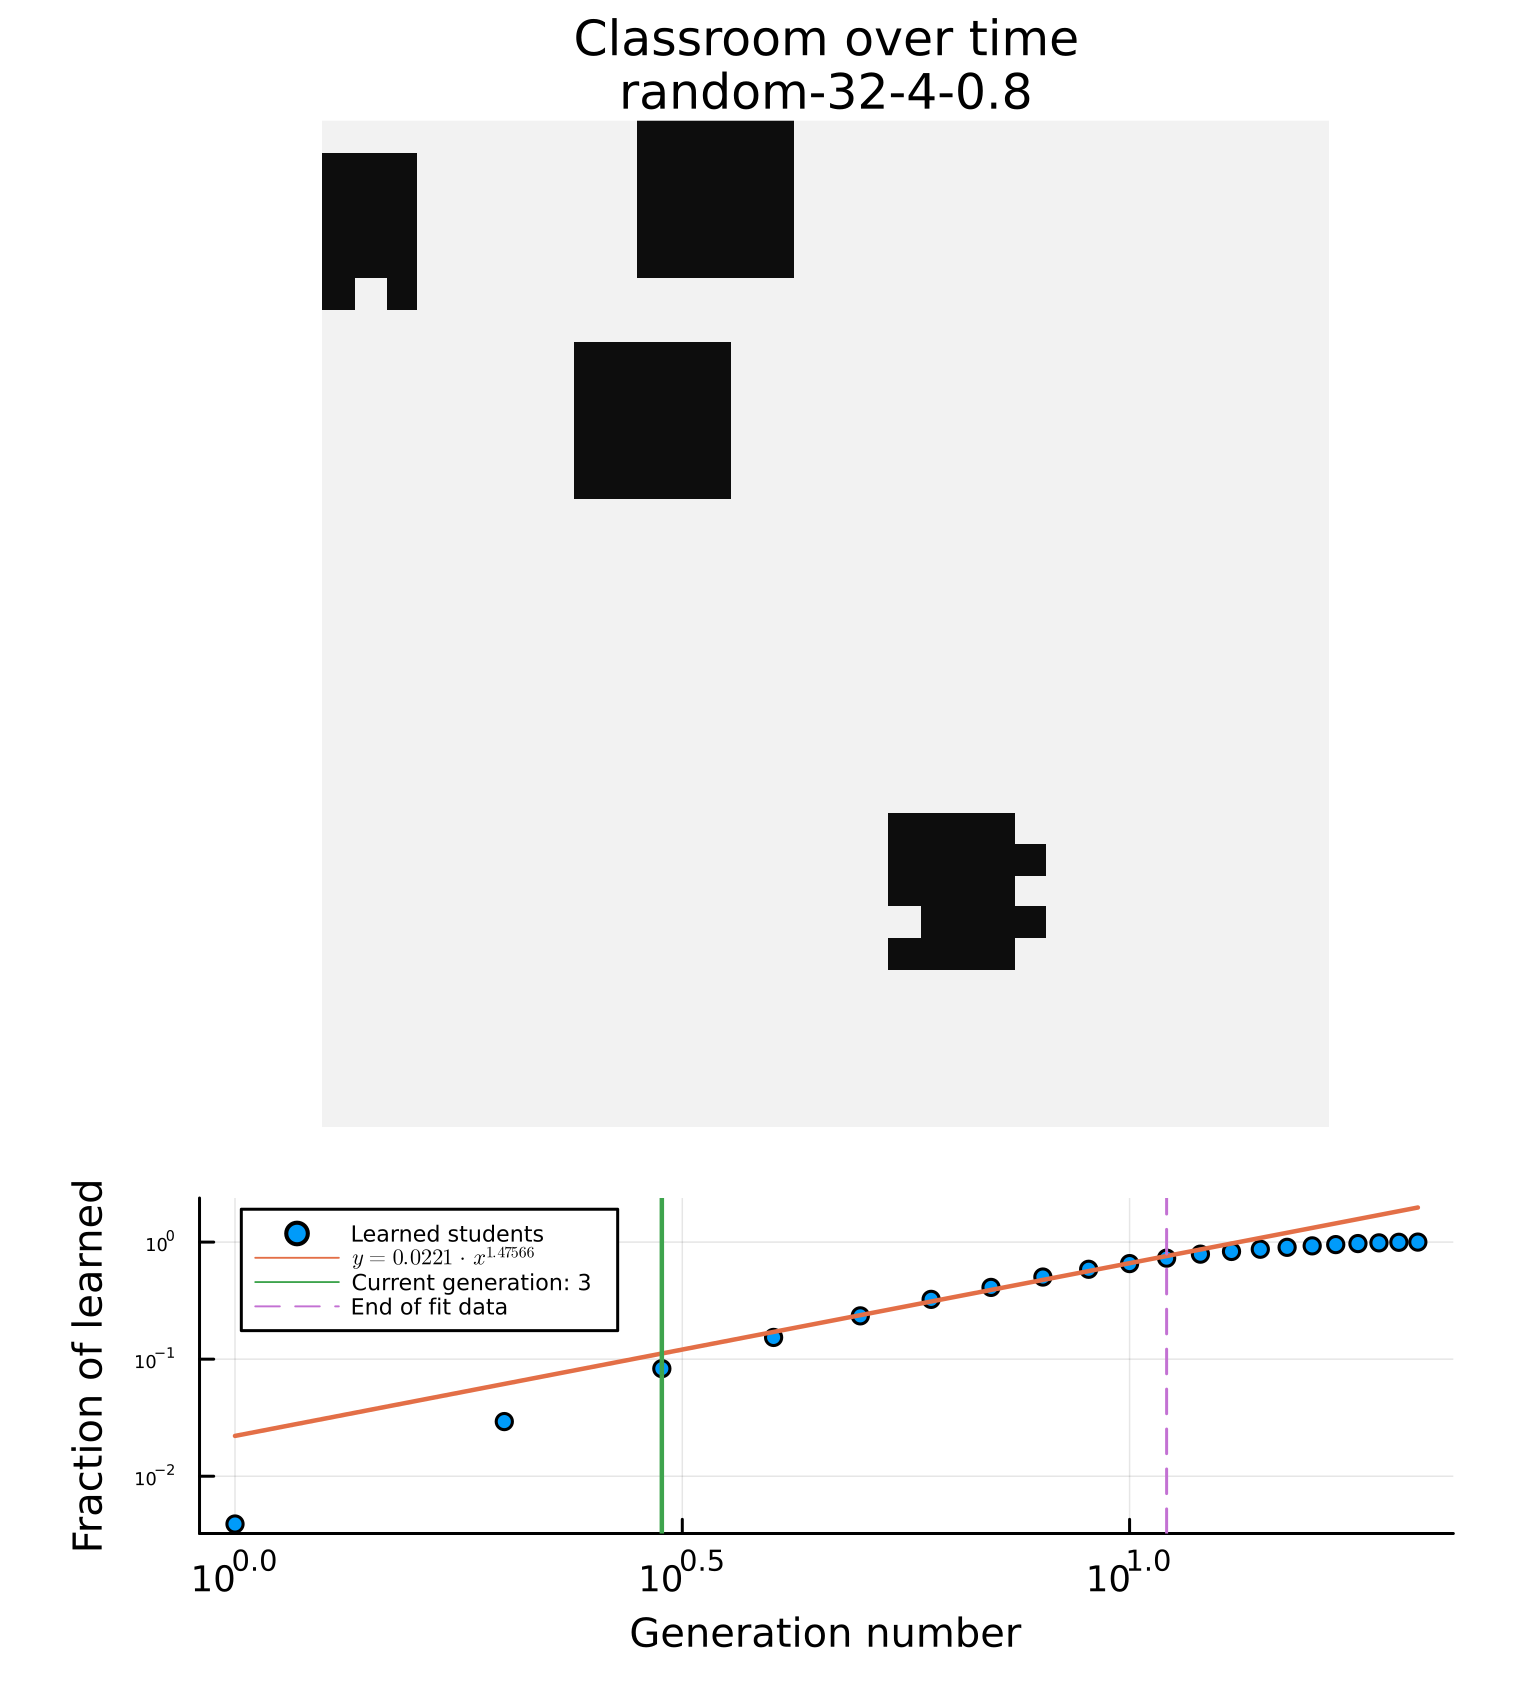 Classroom over time
random-32-4-0.8
Fraction of learned
10⁰
10⁻¹
10⁻²
Learned students
y = 0.0221 · x^1.47566
Current generation: 3
End of fit data
10^0.0 10^0.5 10^1.0
Generation number